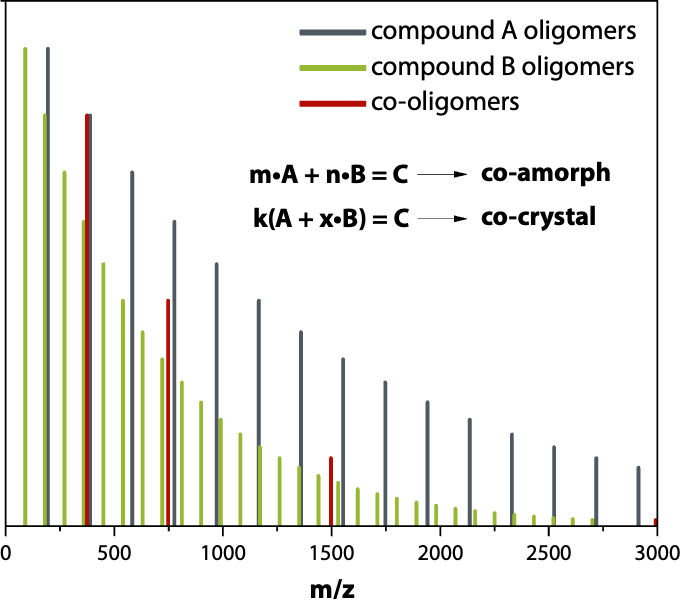 compound A oligomers
compound B oligomers
co-oligomers
m•A + n•B = C ⟶ co-amorph
k(A + x•B) = C ⟶ co-crystal
0 500 1000 1500 2000 2500 3000
m/z